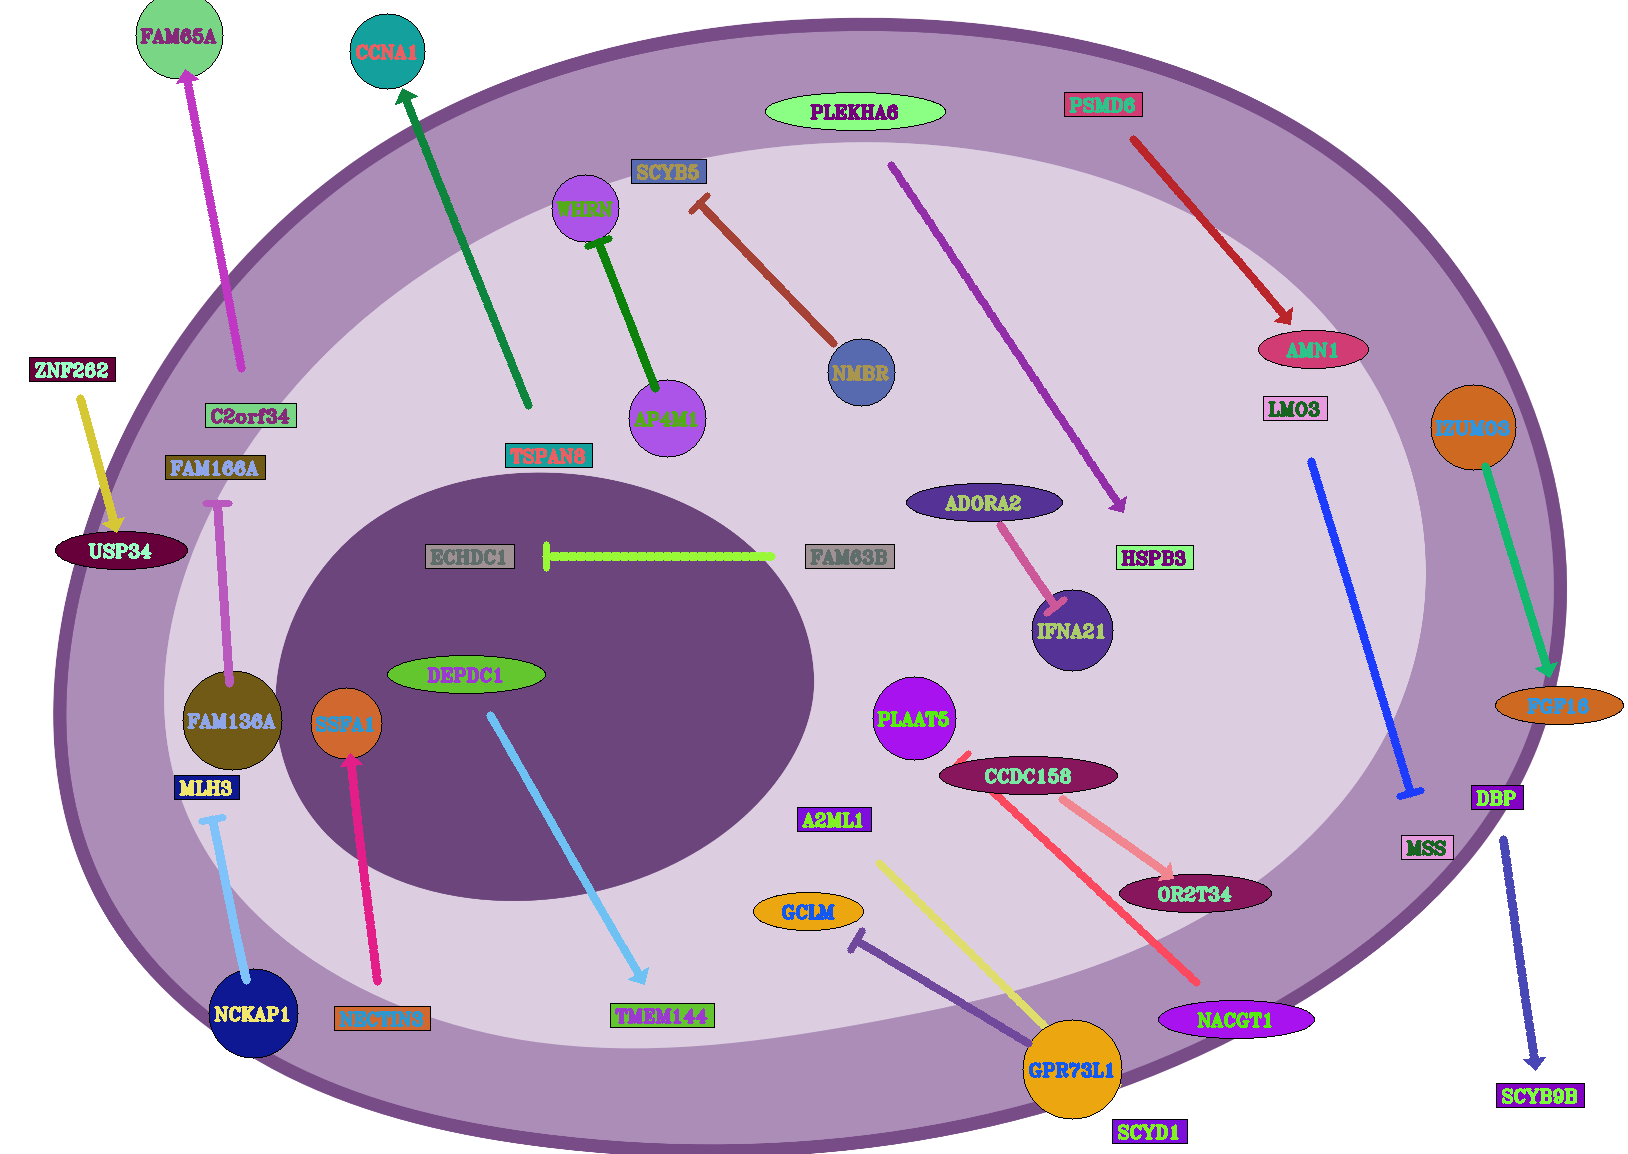 FAM65A
CCNA1
PLEKHA6
PSMD6
SCYB5
WHRN
AMN1
ZNF262
NMBR
LMO3
C2orf34
AP4M1
IZUMO3
TSPAN8
FAM166A
ADORA2
USP34
ECHDC1
FAM63B
HSPB3
IFNA21
DEPDC1
FGF16
FAM136A
SSFA1
PLAAT5
CCDC158
MLH3
DBP
A2ML1
MSS
OR2T34
GCLM
NCKAP1
NECTIN3
TMEM144
NACGT1
GPR73L1
SCYB9B
SCYD1